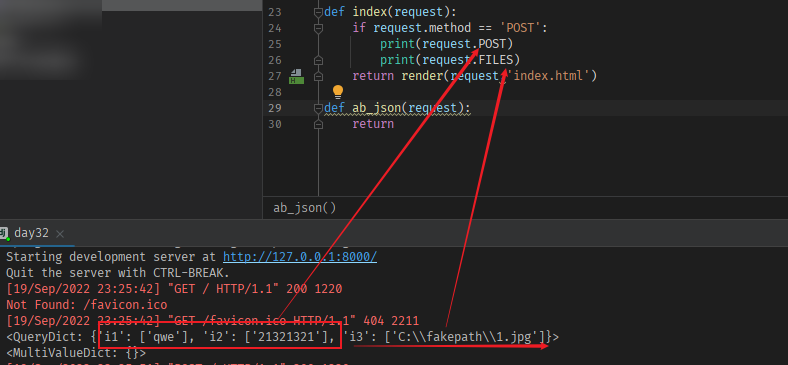 23 def index(request):
24 if request.method == 'POST':
25 print(request.POST)
26 print(request.FILES)
27 return render(request,'index.html')
28
29 def ab_json(request):
30 return
ab_json()
day32 ×
Starting development server at http://127.0.0.1:8000/
Quit the server with CTRL-BREAK.
[19/Sep/2022 23:25:42] "GET / HTTP/1.1" 200 1220
Not Found: /favicon.ico
[19/Sep/2022 23:25:42] "GET /favicon.ico HTTP/1.1" 404 2211
<QueryDict: {'i1': ['qwe'], 'i2': ['21321321'], 'i3': ['C:\\fakepath\\1.jpg']}>
<MultiValueDict: {}>